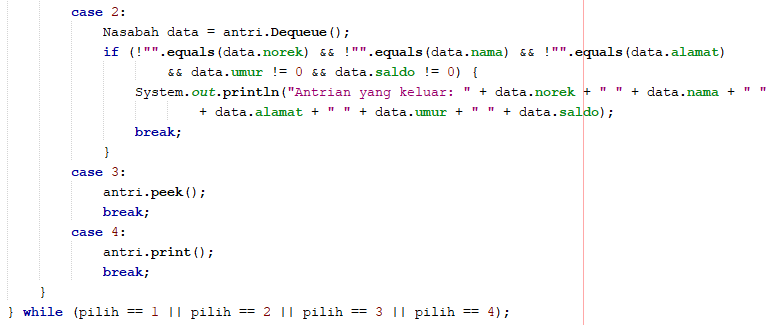 case 2:
Nasabah data = antri.Dequeue();
if (!"".equals(data.norek) && !"".equals(data.nama) && !"".equals(data.alamat)
&& data.umur != 0 && data.saldo != 0) {
System.out.println("Antrian yang keluar: " + data.norek + " " + data.nama + " "
+ data.alamat + " " + data.umur + " " + data.saldo);
break;
}
case 3:
antri.peek();
break;
case 4:
antri.print();
break;
}
} while (pilih == 1 || pilih == 2 || pilih == 3 || pilih == 4);